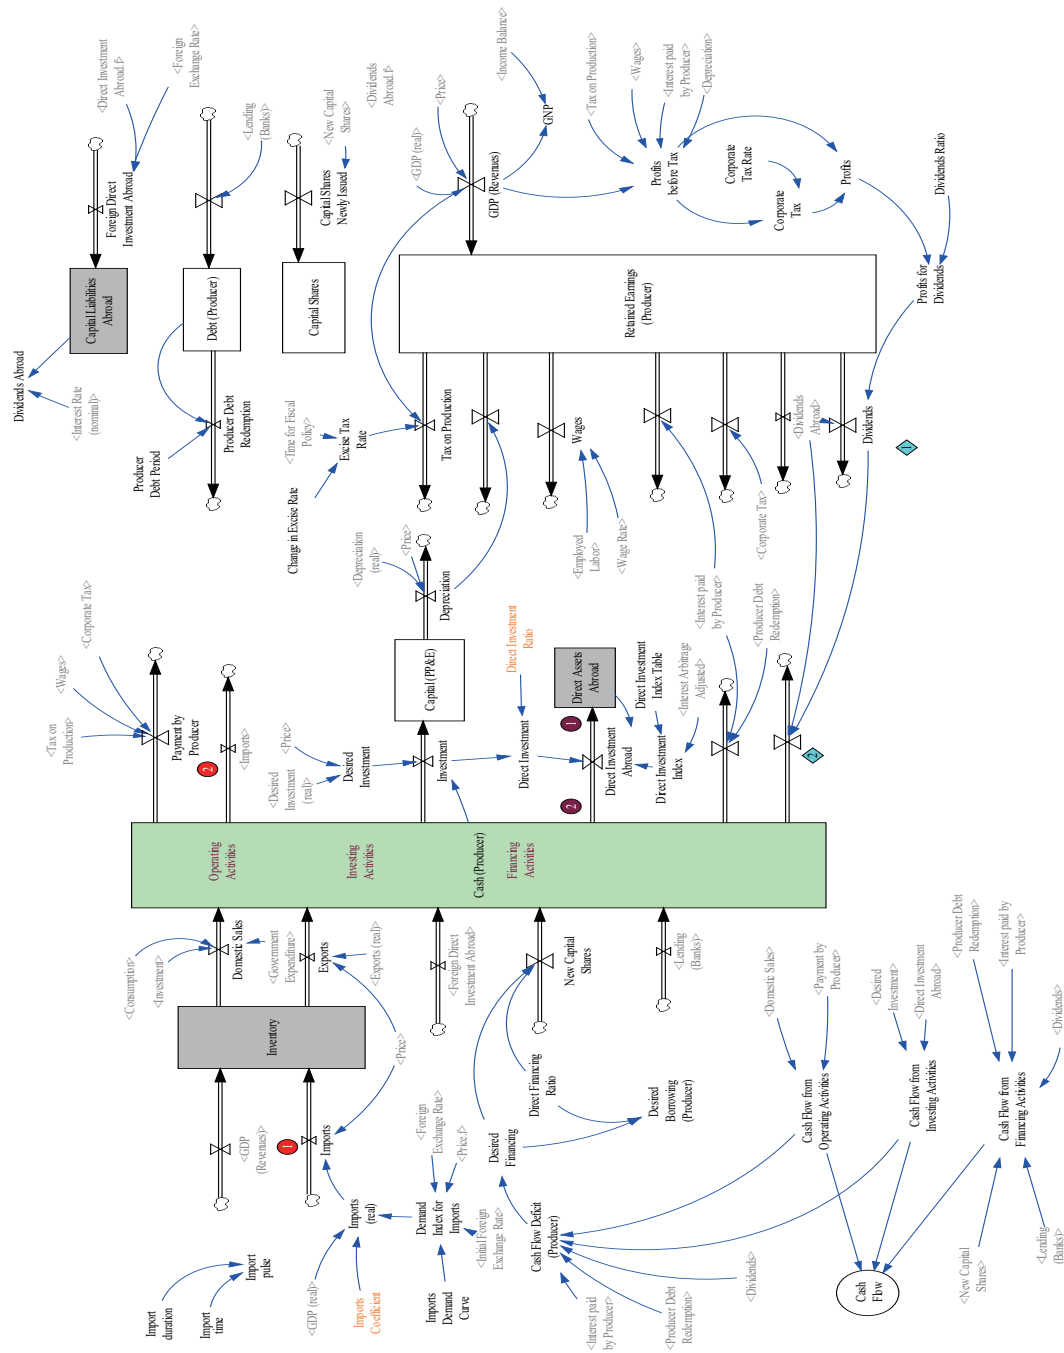 Import
duration
Import
time
Import
pulse
<GDP (real)>
Imports
Coefficient
Imports
(real)
Imports
Demand
Curve
Demand
Index for
Imports
<Foreign
Exchange Rate>
<Price.f>
<Initial Foreign
Exchange Rate>
<GDP
(Revenues)>
1
Imports
<Price>
Inventory
<Consumption>
<Investment>
Domestic Sales
<Government
Expenditure>
Exports
<Exports (real)>
<Foreign Direct
Investment Abroad>
New Capital
Shares
<Lending
(Banks)>
Direct Financing
Ratio
Desired
Financing
Desired
Borrowing
(Producer)
Cash Flow Deficit
(Producer)
<Interest paid
by Producer>
<Producer Debt
Redemption>
<Dividends>
<Domestic Sales>
<Payment by
Producer>
Cash Flow from
Operating Activities
<Desired
Investment>
<Direct Investment
Abroad>
Cash Flow from
Investing Activities
<Producer Debt
Redemption>
<Interest paid by
Producer>
<Dividends>
Cash Flow from
Financing Activities
<New Capital
Shares>
<Lending
(Banks)>
Cash
Flow
Operating
Activities
Investing
Activities
Cash (Producer)
Financing
Activities
<Tax on
Production>
<Wages>
<Corporate Tax>
Payment by
Producer
2
<Imports>
<Price>
<Desired
Investment
(real)>
Desired
Investment
Investment
Capital (PP&E)
<Depreciation
(real)>
<Price>
Depreciation
Direct Investment
Ratio
Direct Investment
2
1
Direct Assets
Abroad
Direct Investment
Abroad
Direct Investment
Index
Direct Investment
Index Table
<Interest Arbitrage
Adjusted>
<Interest paid
by Producer>
<Producer Debt
Redemption>
2
Dividends Abroad
<Interest Rate
(nominal)>
Capital Liabilities
Abroad
Foreign Direct
Investment Abroad
<Direct Investment
Abroad.f>
<Foreign
Exchange Rate>
Producer
Debt Period
Producer Debt
Redemption
Debt (Producer)
<Lending
(Banks)>
Capital Shares
Capital Shares
Newly Issued
<New Capital
Shares>
Change in Excise Rate
<Time for Fiscal
Policy>
Excise Tax
Rate
Tax on Production
<Employed
Labor>
<Wage Rate>
Wages
<Corporate Tax>
<Dividends
Abroad>
Dividends
1
Retained Earnings
(Producer)
<Dividends
Abroad.f>
<GDP (real)>
<Price>
GDP (Revenues)
<Income Balance>
GNP
<Tax on Production>
<Wages>
<Interest paid
by Producer>
<Depreciation>
Profits
before Tax
Corporate
Tax Rate
Corporate
Tax
Profits
Dividends Ratio
Profits for
Dividends